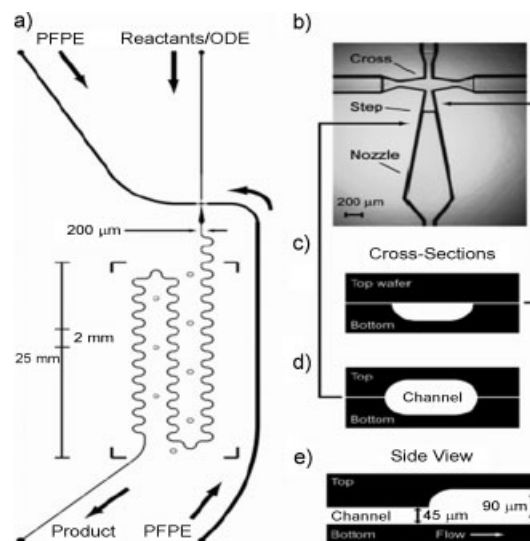 a)
PFPE
Reactants/ODE
200 µm
2 mm
25 mm
Product
PFPE
b)
Cross
Step
Nozzle
200 µm
c)
Cross-Sections
Top wafer
Bottom
d)
Top
Channel
Bottom
e)
Side View
Top
Channel
45 µm
90 µm
Bottom
Flow